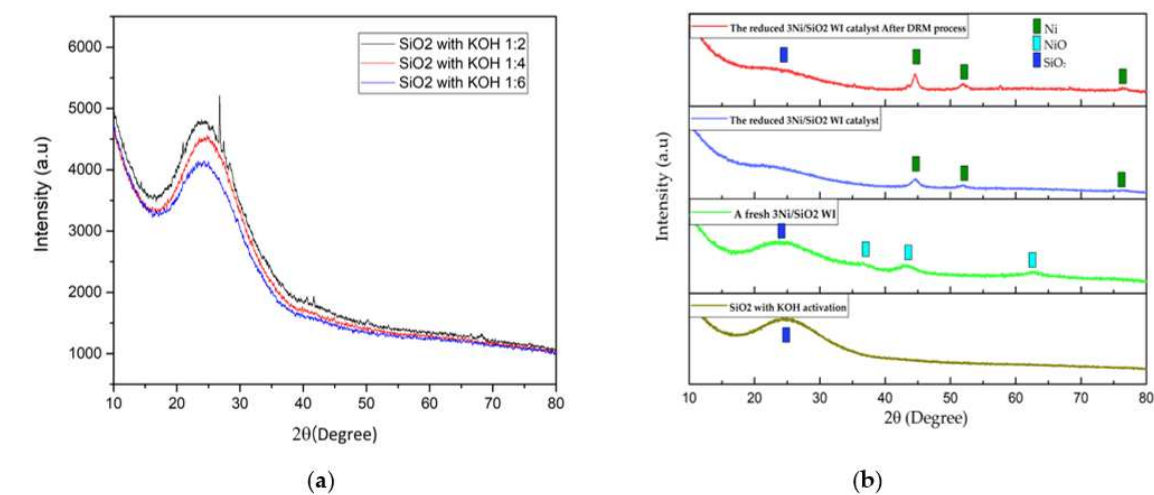 6000
5000
4000
3000
2000
1000
Intensity (a.u)
SiO2 with KOH 1:2
SiO2 with KOH 1:4
SiO2 with KOH 1:6
10 20 30 40 50 60 70 80
2θ(Degree)
(a)
The reduced 3Ni/SiO2 WI catalyst After DRM process
Ni
NiO
SiO₂
The reduced 3Ni/SiO2 WI catalyst
A fresh 3Ni/SiO2 WI
SiO2 with KOH activation
Intensity (a.u)
10 20 30 40 50 60 70 80
2θ (Degree)
(b)